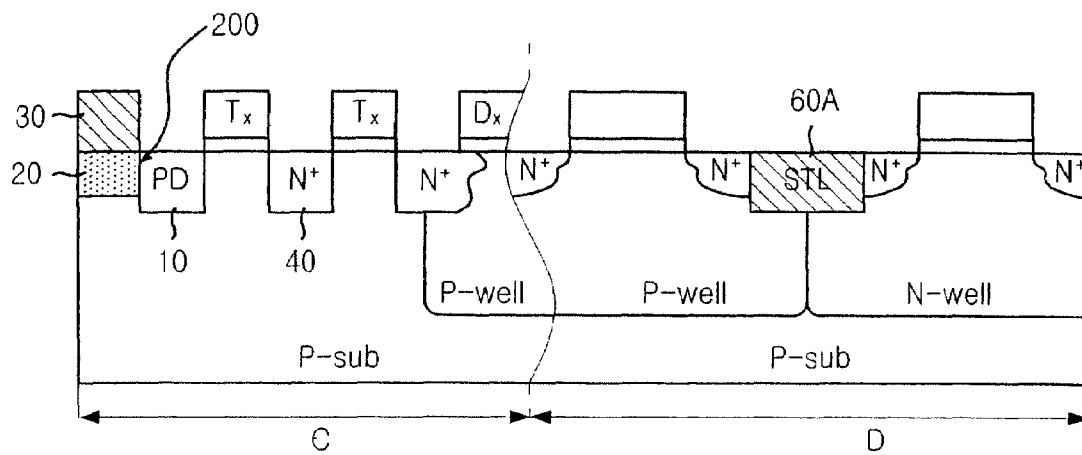 200
30
Tx
Tx
Dx
60A
20
PD
N+
N+
N+
N+
STL
N+
N+
10
40
P-well
P-well
N-well
P-sub
P-sub
C
D